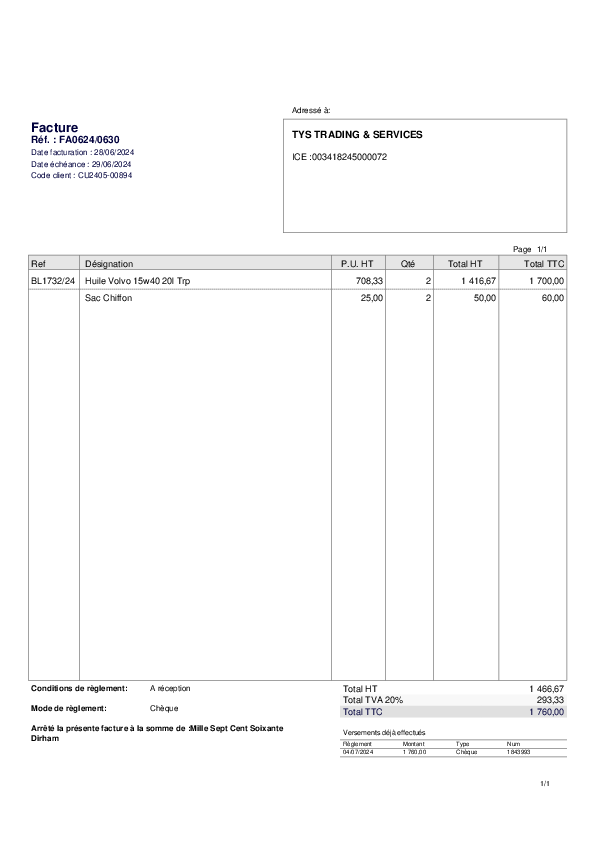 Adressé à:
Facture
Réf. : FA0624/0630
Date facturation : 28/06/2024
Date échéance : 29/06/2024
Code client : CU2405-00894
TYS TRADING & SERVICES
ICE :003418245000072
Page 1/1
Ref Désignation P.U. HT Qté Total HT Total TTC
BL1732/24 Huile Volvo 15w40 20l Trp 708,33 2 1 416,67 1 700,00
Sac Chiffon 25,00 2 50,00 60,00
Conditions de règlement: A réception
Mode de règlement: Chèque
Arrêté la présente facture à la somme de :Mille Sept Cent Soixante
Dirham
Total HT 1 466,67
Total TVA 20% 293,33
Total TTC 1 760,00
Versements déjà effectués
Règlement Montant Type Num
04/07/2024 1 760,00 Chèque 1843993
1/1